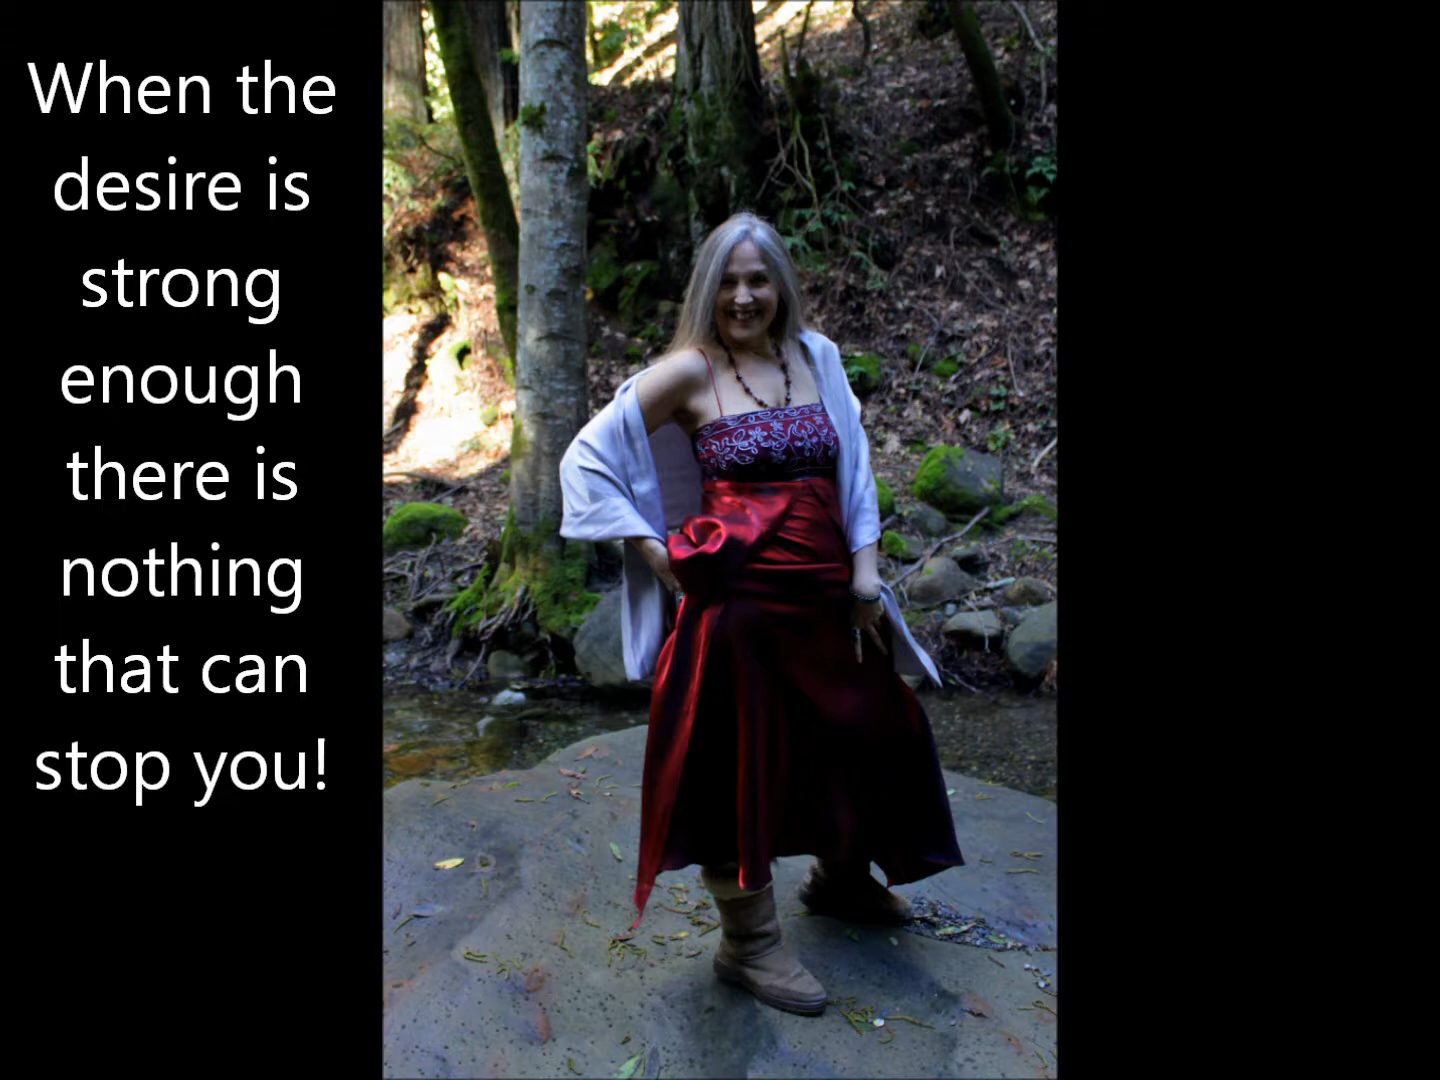 When the
desire is
strong
enough
there is
nothing
that can
stop you!